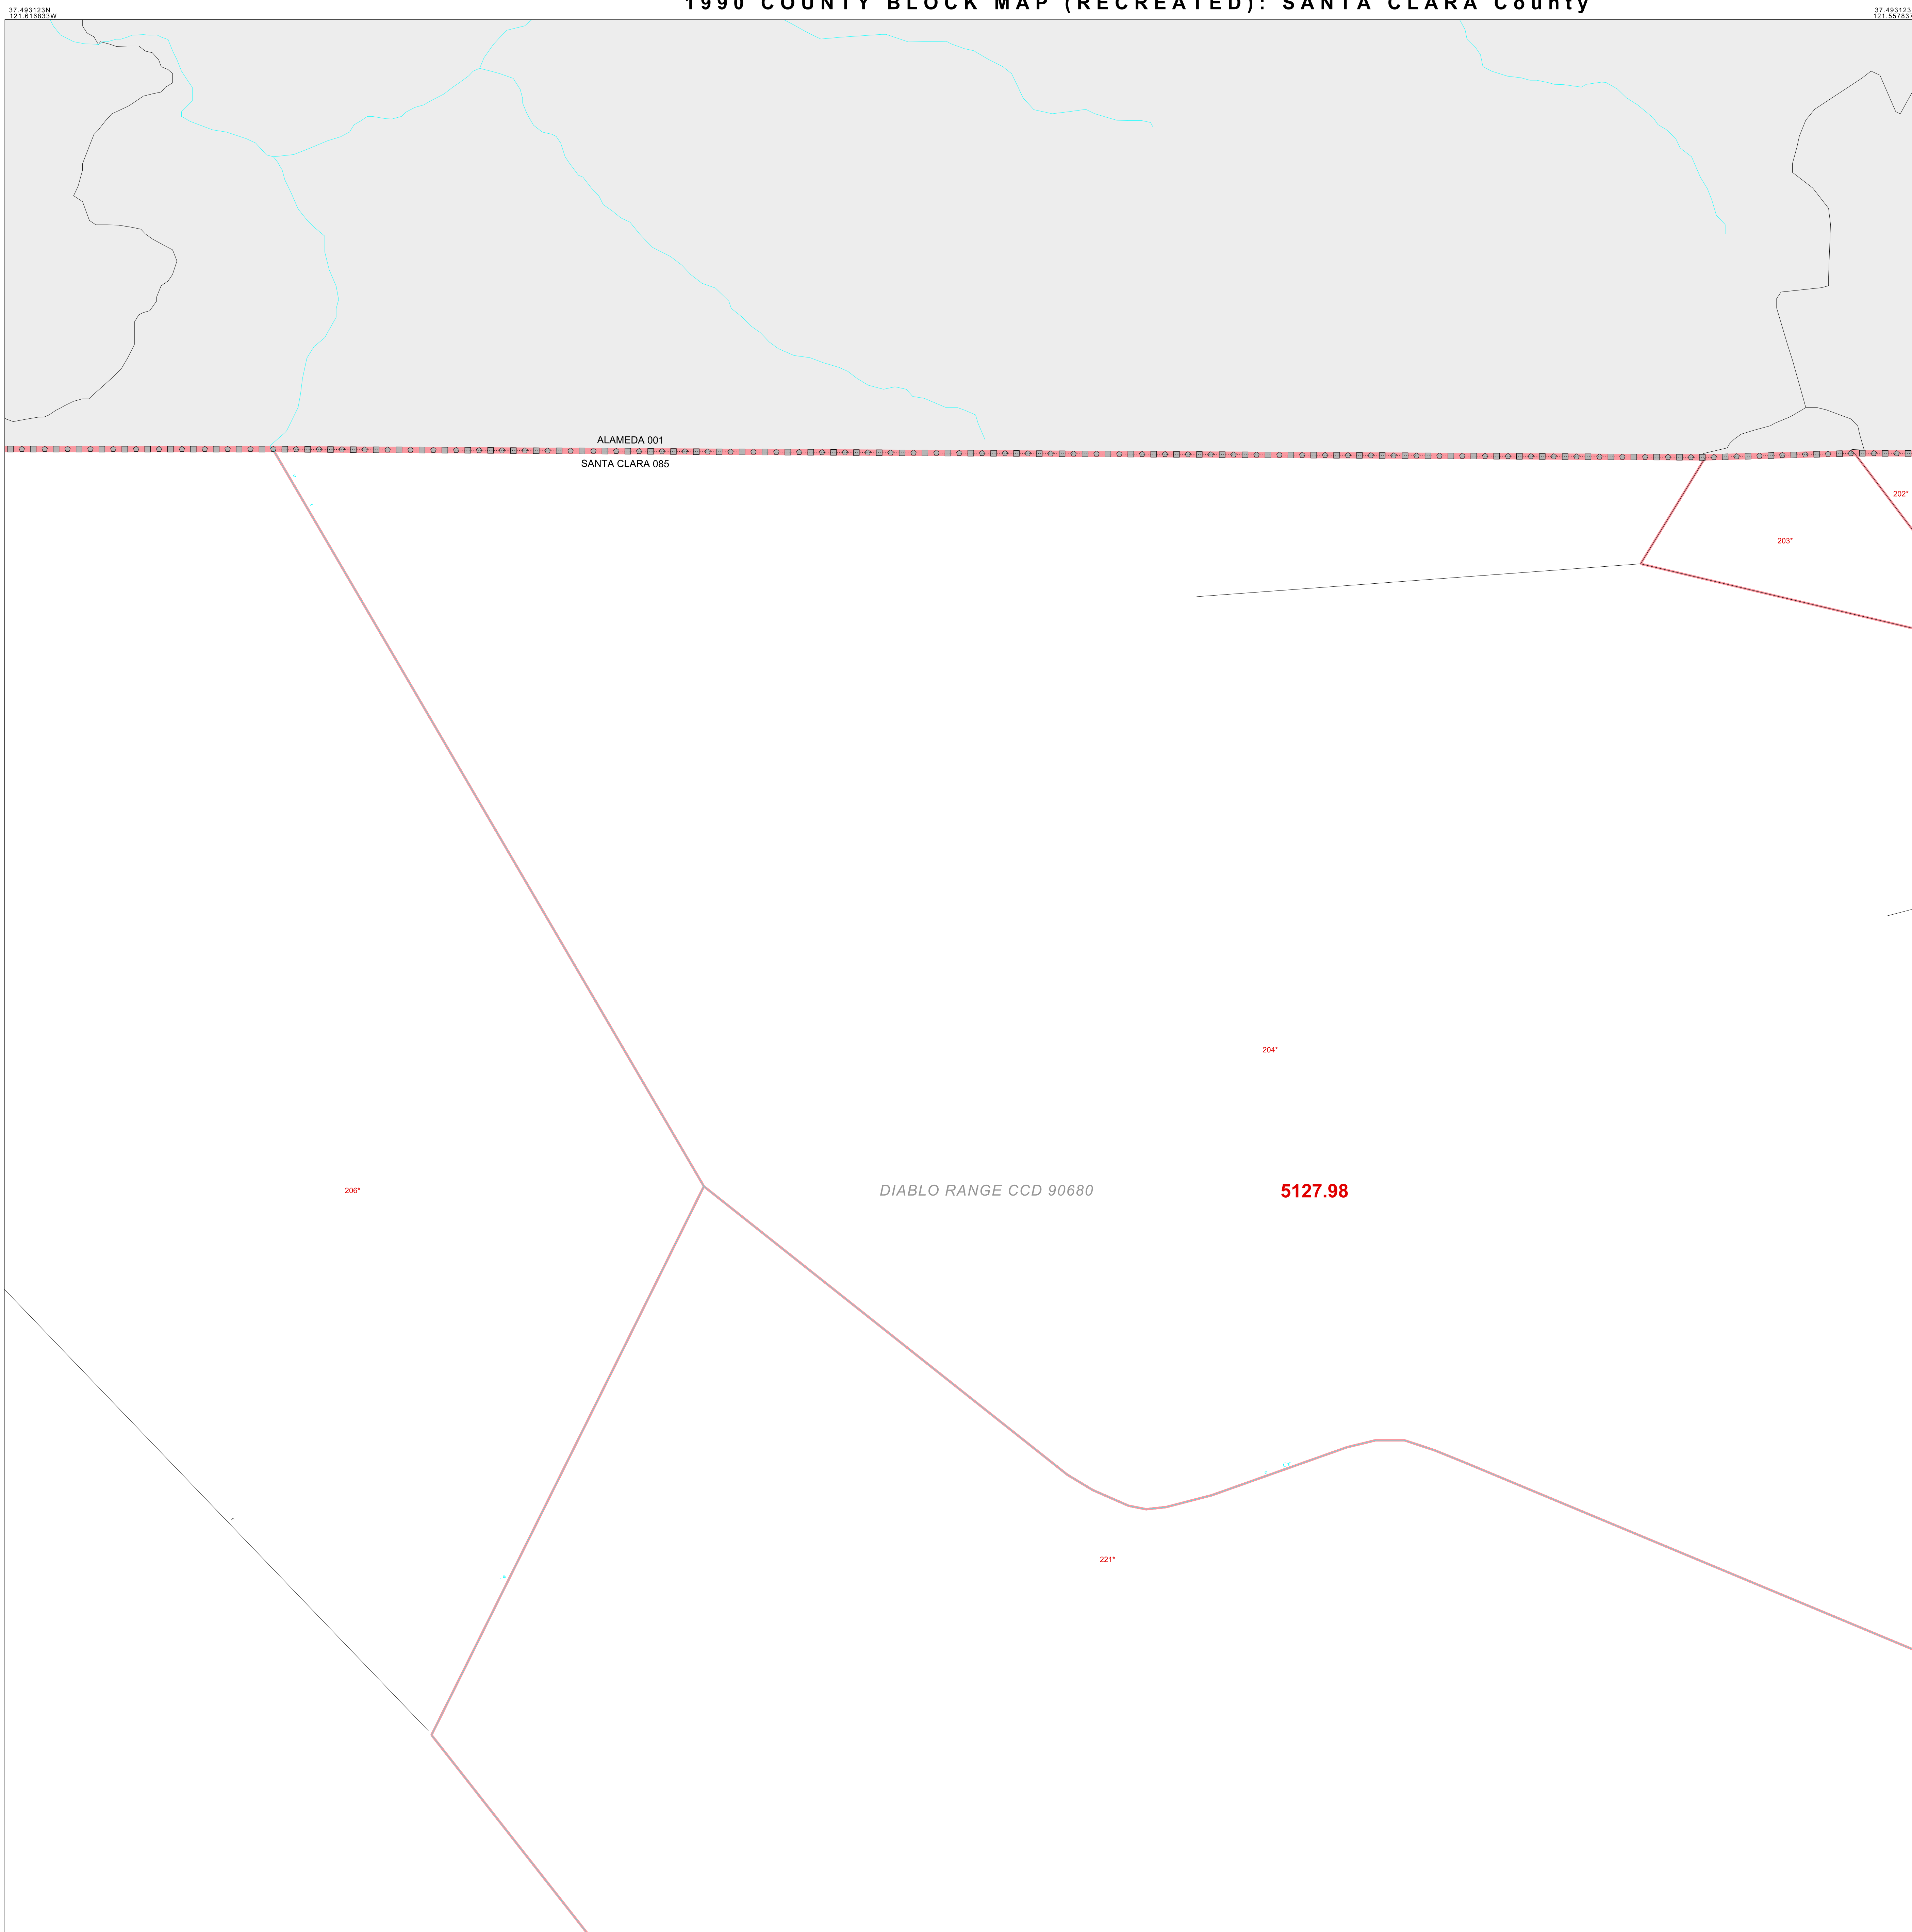 1990 COUNTY BLOCK MAP (RECREATED): SANTA CLARA County
37.493123N
121.616833W
37.493123
121.557837
ALAMEDA 001
SANTA CLARA 085
202*
203*
204*
206*
DIABLO RANGE CCD 90680
5127.98
221*